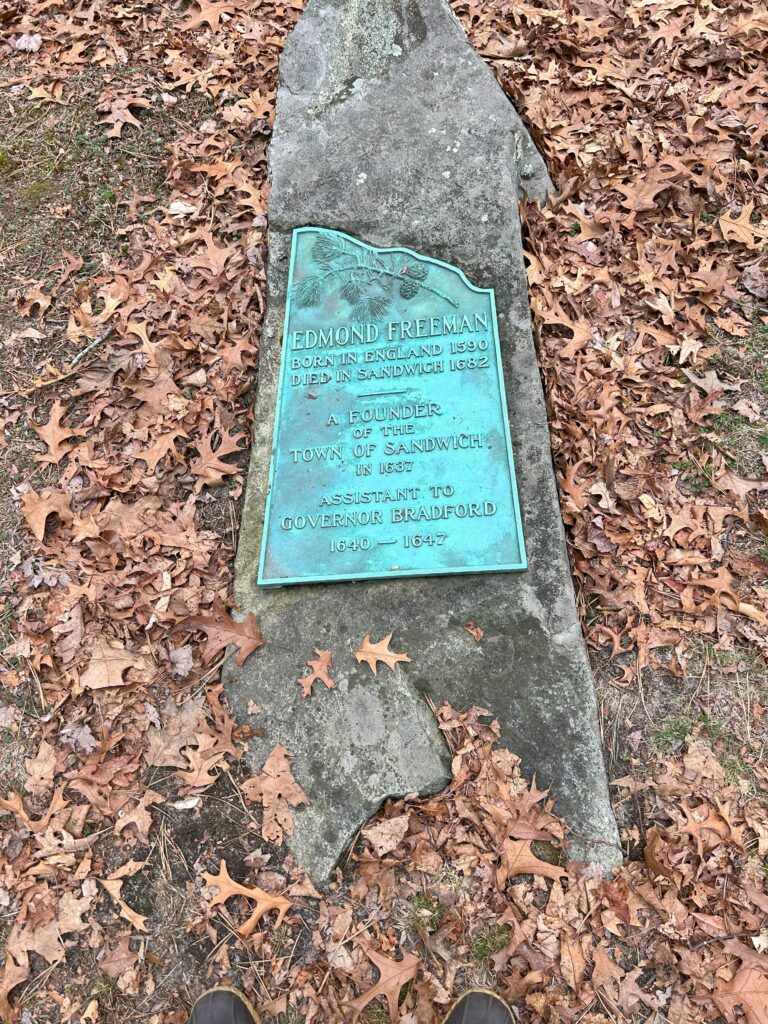 EDMOND FREEMAN
BORN IN ENGLAND 1590
DIED IN SANDWICH 1682
A FOUNDER
OF THE
TOWN OF SANDWICH
IN 1637
ASSISTANT TO
GOVERNOR BRADFORD
1640 — 1647